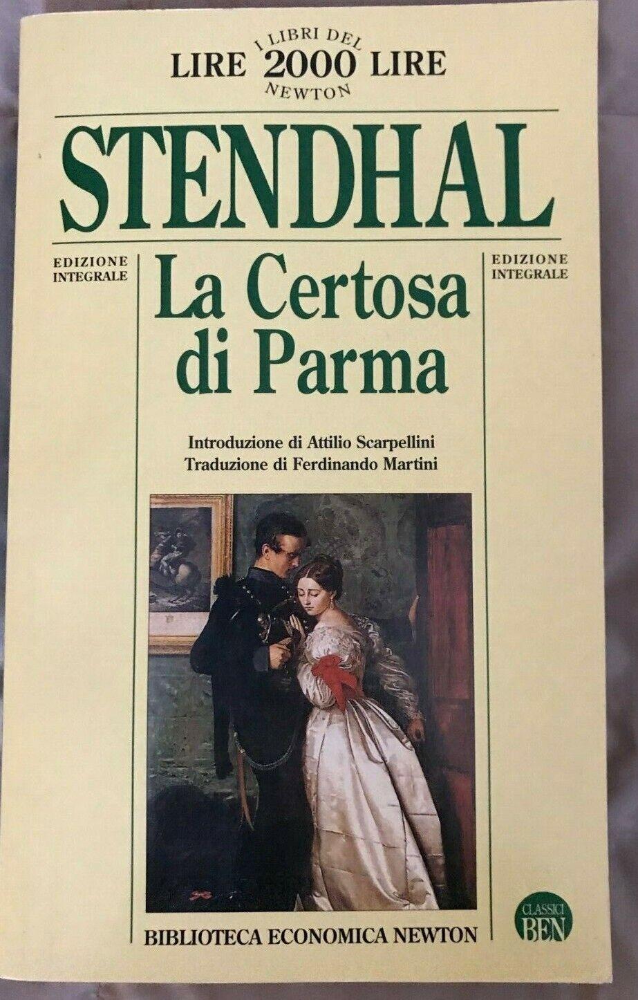 I LIBRI DEL
LIRE 2000 LIRE
NEWTON
STENDHAL
EDIZIONE
INTEGRALE
La Certosa
di Parma
EDIZIONE
INTEGRALE
Introduzione di Attilio Scarpellini
Traduzione di Ferdinando Martini
BIBLIOTECA ECONOMICA NEWTON
CLASSICI
BEN